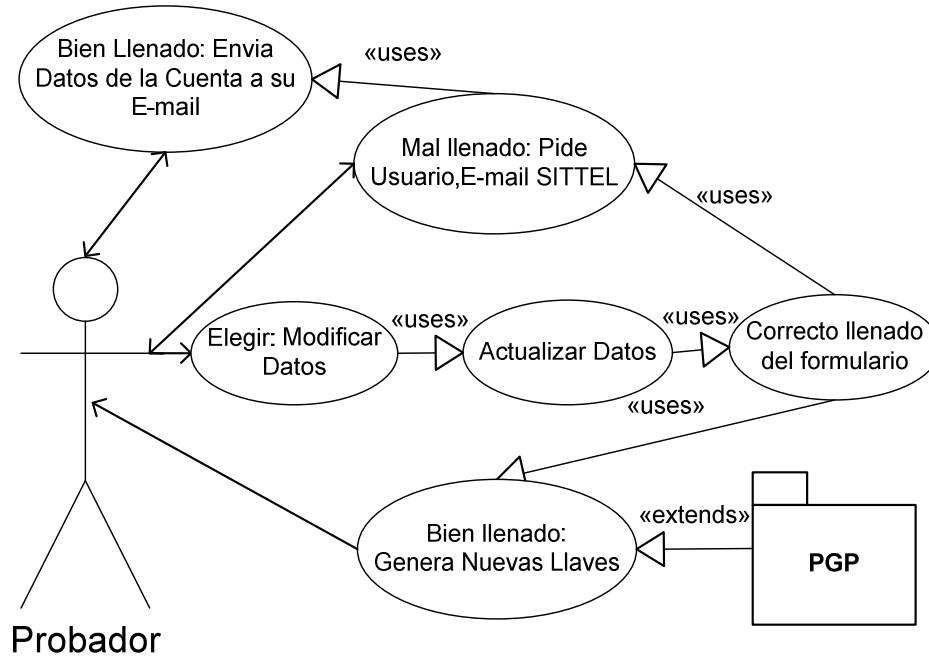 Bien Llenado: Envia
Datos de la Cuenta a su
E-mail
«uses»
Mal llenado: Pide
Usuario,E-mail SITTEL
«uses»
Elegir: Modificar
Datos
«uses»
Actualizar Datos
«uses»
Correcto llenado
del formulario
«uses»
Bien llenado:
Genera Nuevas Llaves
«extends»
PGP
Probador